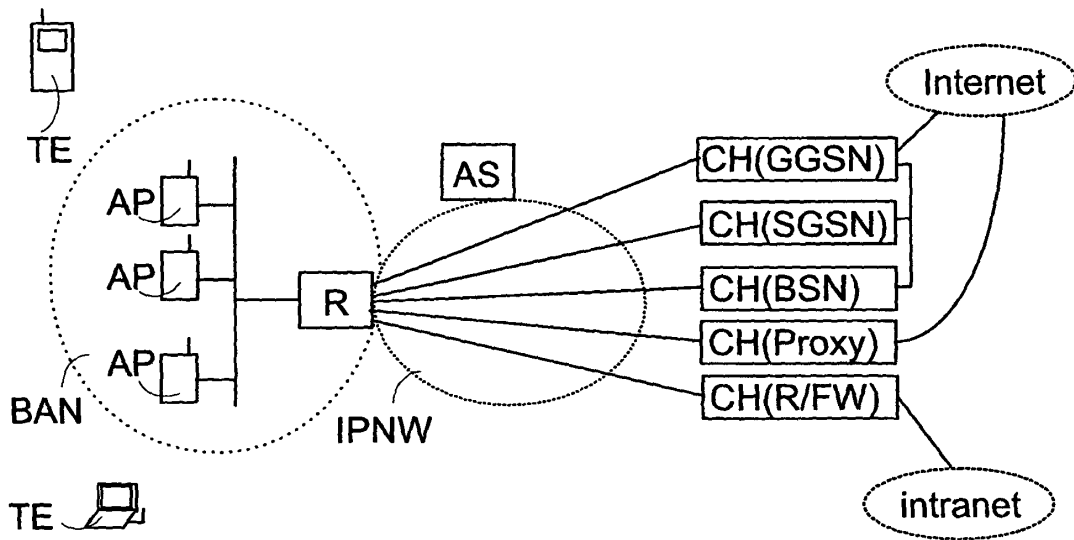 Internet
TE
AS
CH(GGSN)
AP
CH(SGSN)
AP
R
CH(BSN)
CH(Proxy)
AP
CH(R/FW)
BAN
IPNW
TE
intranet